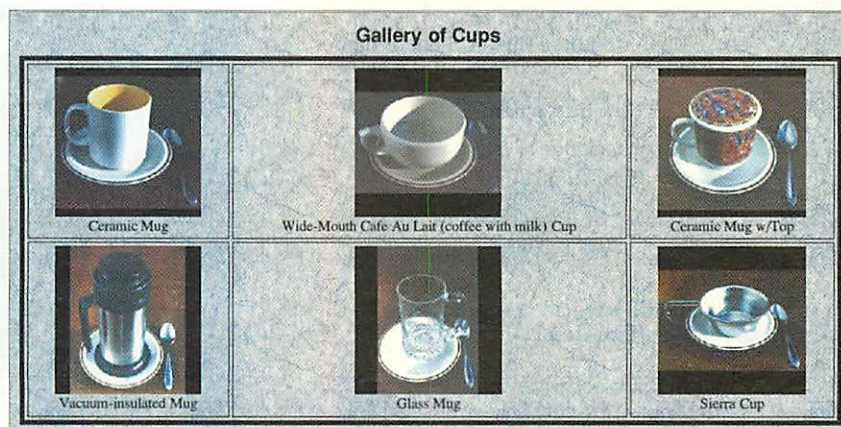 Gallery of Cups
Ceramic Mug
Wide-Mouth Cafe Au Lait (coffee with milk) Cup
Ceramic Mug w/Top
Vacuum-insulated Mug
Glass Mug
Sierra Cup